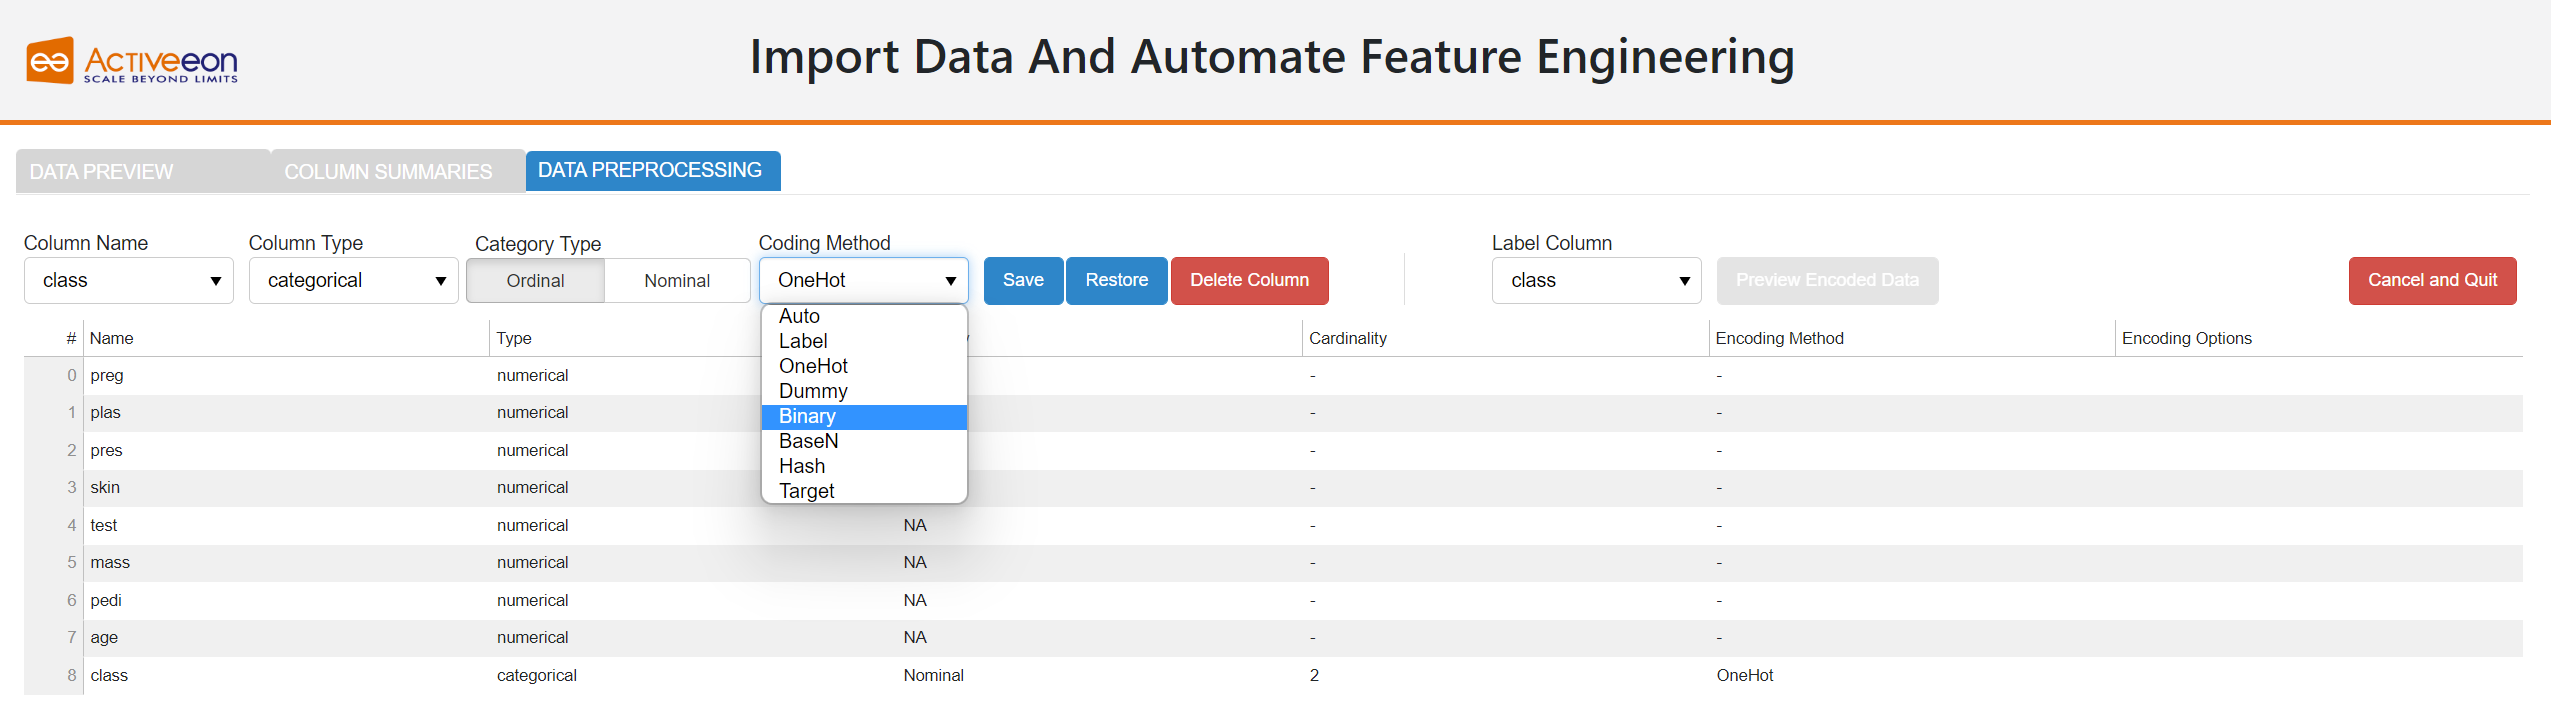 Activeeon
SCALE BEYOND LIMITS
Import Data And Automate Feature Engineering
DATA PREVIEW COLUMN SUMMARIES DATA PREPROCESSING
Column Name Column Type Category Type Coding Method Label Column
class categorical Ordinal Nominal OneHot Save Restore Delete Column class Preview Encoded Data Cancel and Quit
Auto
Label
OneHot
Dummy
Binary
BaseN
Hash
Target
# Name Type Cardinality Encoding Method Encoding Options
0 preg numerical - -
1 plas numerical - -
2 pres numerical - -
3 skin numerical - -
4 test numerical NA - -
5 mass numerical NA - -
6 pedi numerical NA - -
7 age numerical NA - -
8 class categorical Nominal 2 OneHot